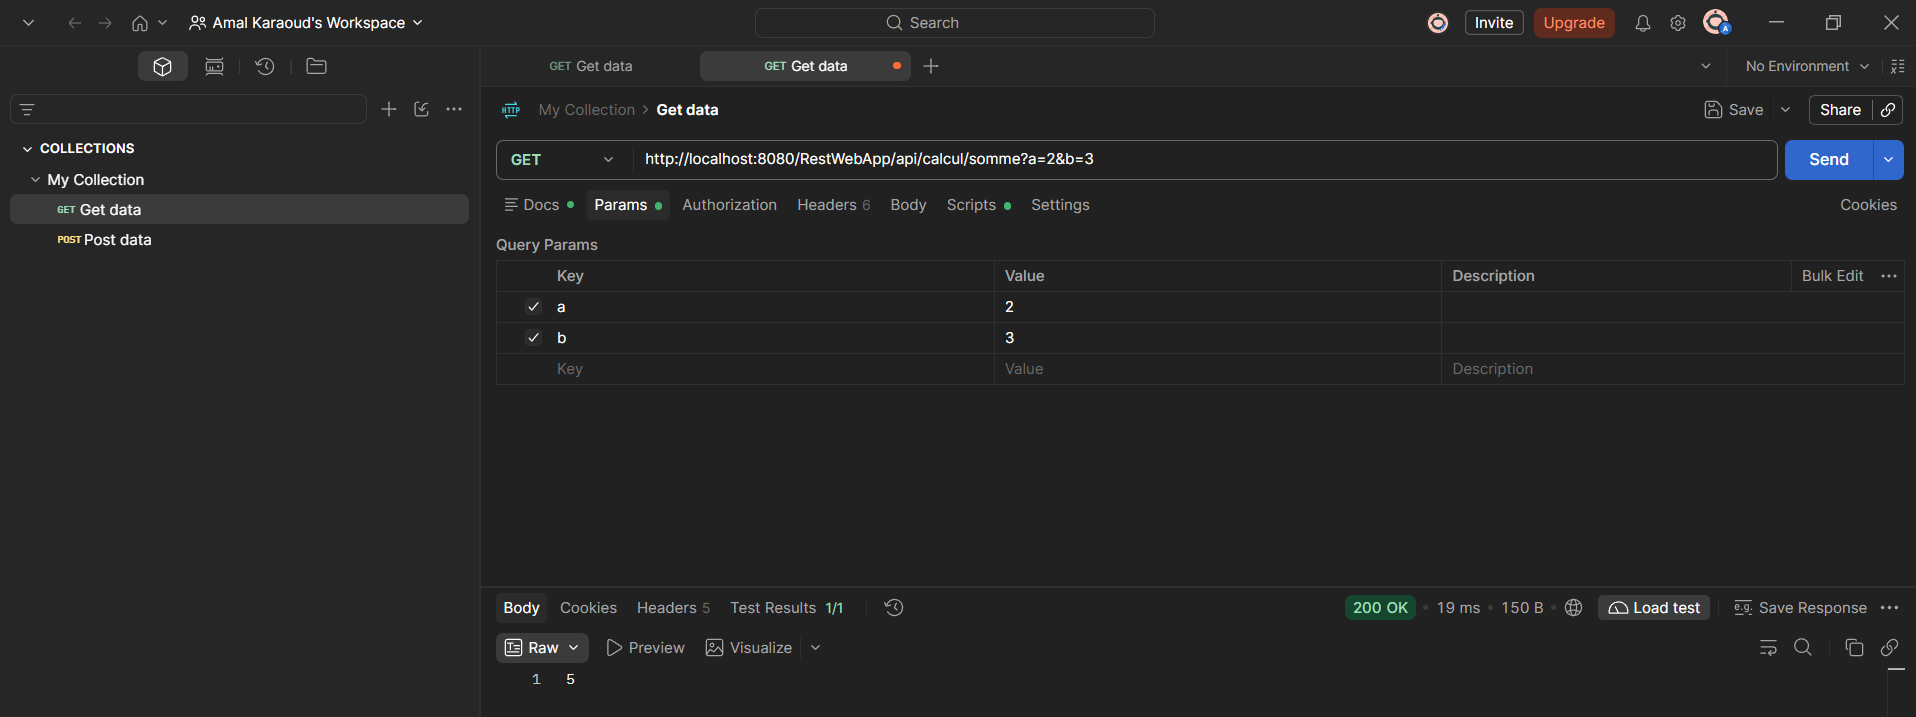 Amal Karaoud's Workspace
Search
Invite
Upgrade
A
GET Get data
GET Get data
No Environment
HTTP
My Collection > Get data
Save
Share
COLLECTIONS
My Collection
GET Get data
POST Post data
GET
http://localhost:8080/RestWebApp/api/calcul/somme?a=2&b=3
Send
Docs
Params
Authorization
Headers 6
Body
Scripts
Settings
Cookies
Query Params
Key Value Description Bulk Edit
a 2
b 3
Key Value Description
Body
Cookies
Headers 5
Test Results 1/1
200 OK • 19 ms • 150 B •
Load test
e.g. Save Response
Raw
Preview
Visualize
1 5